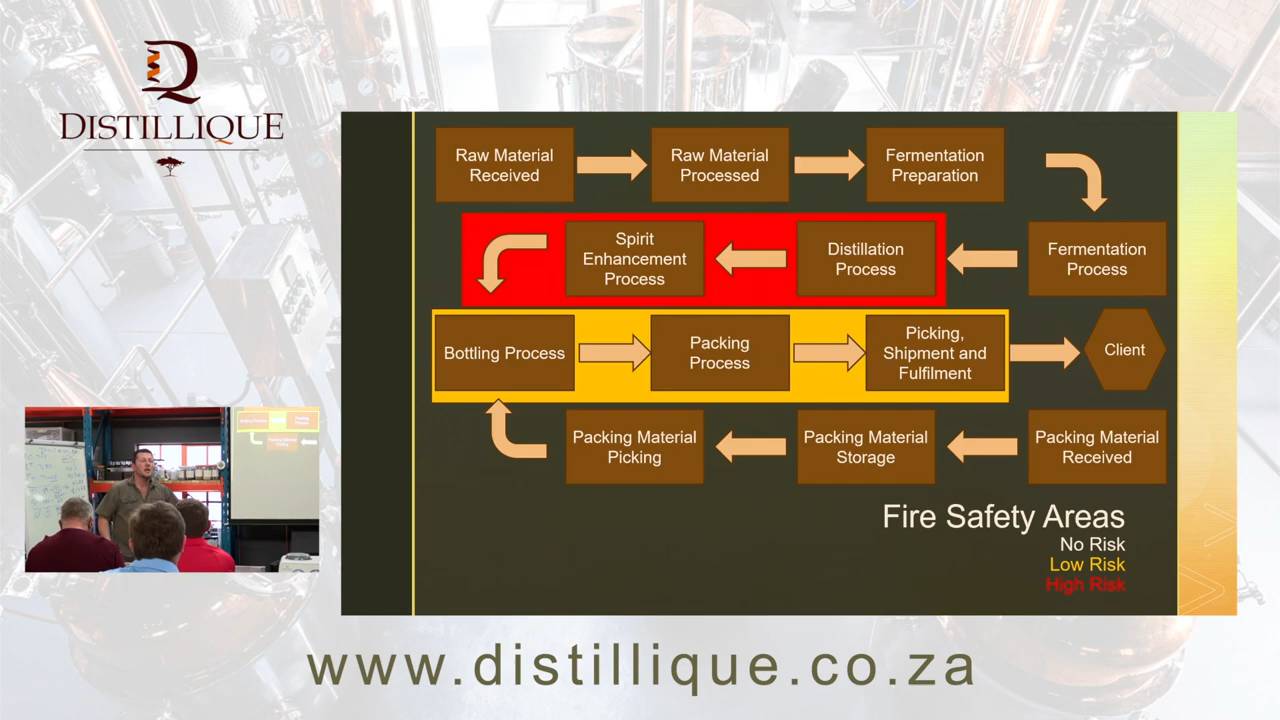 DISTILLIQUE
Raw Material
Received
Raw Material
Processed
Fermentation
Preparation
Spirit
Enhancement
Process
Distillation
Process
Fermentation
Process
Bottling Process
Packing
Process
Picking,
Shipment and
Fulfilment
Client
Packing Material
Picking
Packing Material
Storage
Packing Material
Received
Fire Safety Areas
No Risk
Low Risk
High Risk
www.distillique.co.za